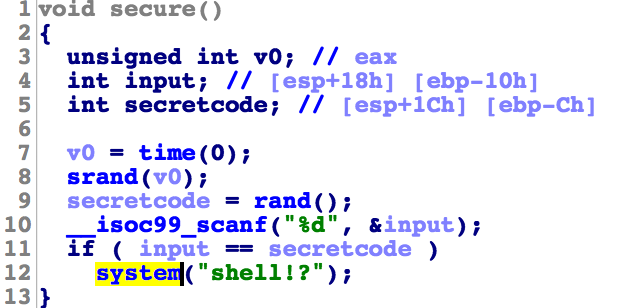 1 void secure()
2 {
3 unsigned int v0; // eax
4 int input; // [esp+18h] [ebp-10h]
5 int secretcode; // [esp+1Ch] [ebp-Ch]
6
7 v0 = time(0);
8 srand(v0);
9 secretcode = rand();
10 __isoc99_scanf("%d", &input);
11 if ( input == secretcode )
12 system("shell!?");
13 }